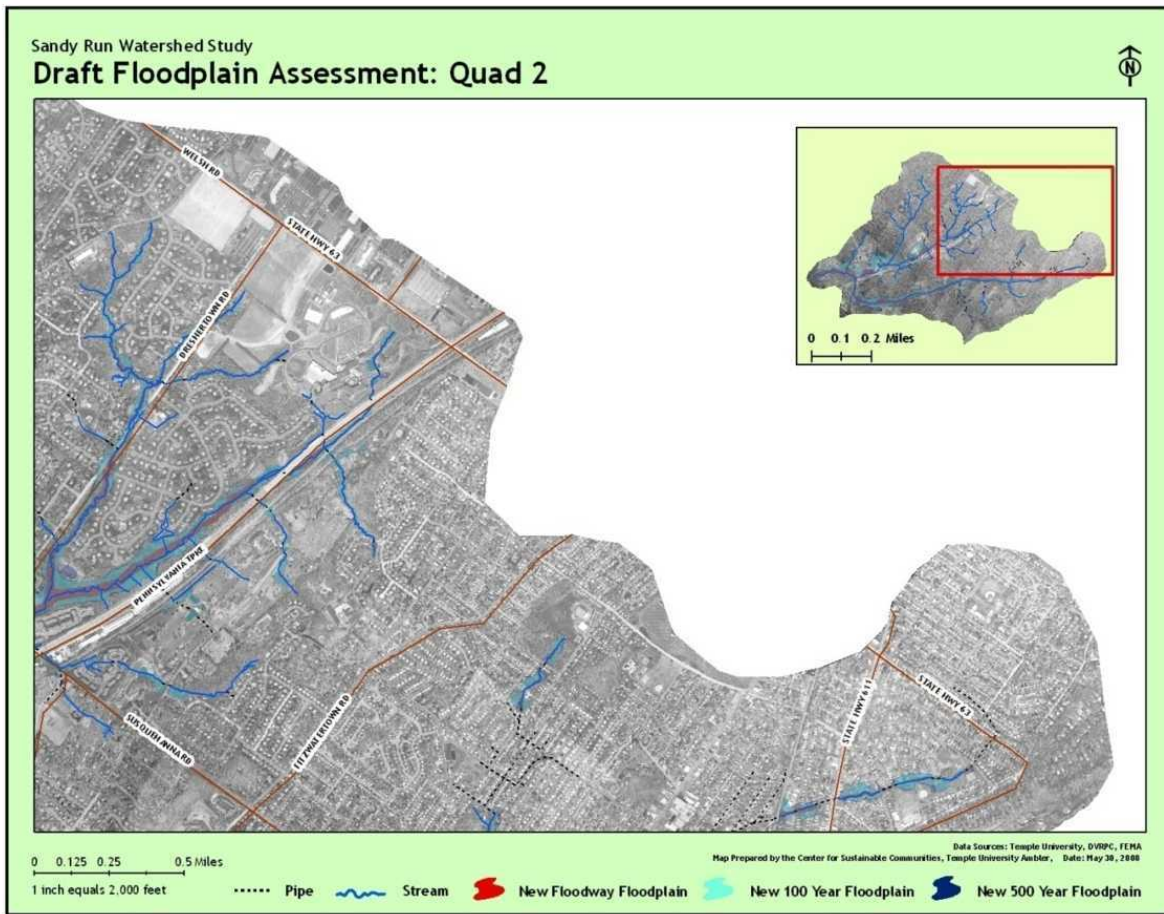 Sandy Run Watershed Study
Draft Floodplain Assessment: Quad 2
N
WELSH RD
STATE HWY 63
DRESHERTOWN RD
0 0.1 0.2 Miles
PENNSYLVANIA TPKE
SUSQUEHANNA RD
FITZWATERTOWN RD
STATE HWY 611
STATE HWY 63
0 0.125 0.25 0.5 Miles
1 inch equals 2,000 feet
Pipe
Stream
New Floodway Floodplain
New 100 Year Floodplain
New 500 Year Floodplain
Data Sources: Temple University, DVRPC, FEMA
Map Prepared by the Center for Sustainable Communities, Temple University Ambler, Date: May 30, 2008